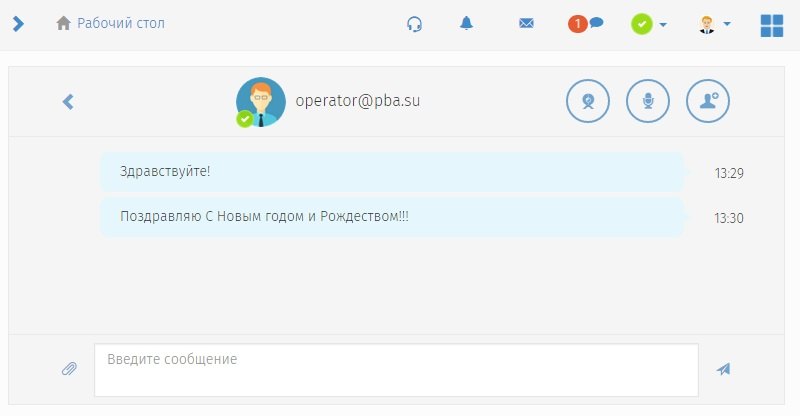 Рабочий стол
1
operator@pba.su
Здравствуйте!
13:29
Поздравляю С Новым годом и Рождеством!!!
13:30
Введите сообщение